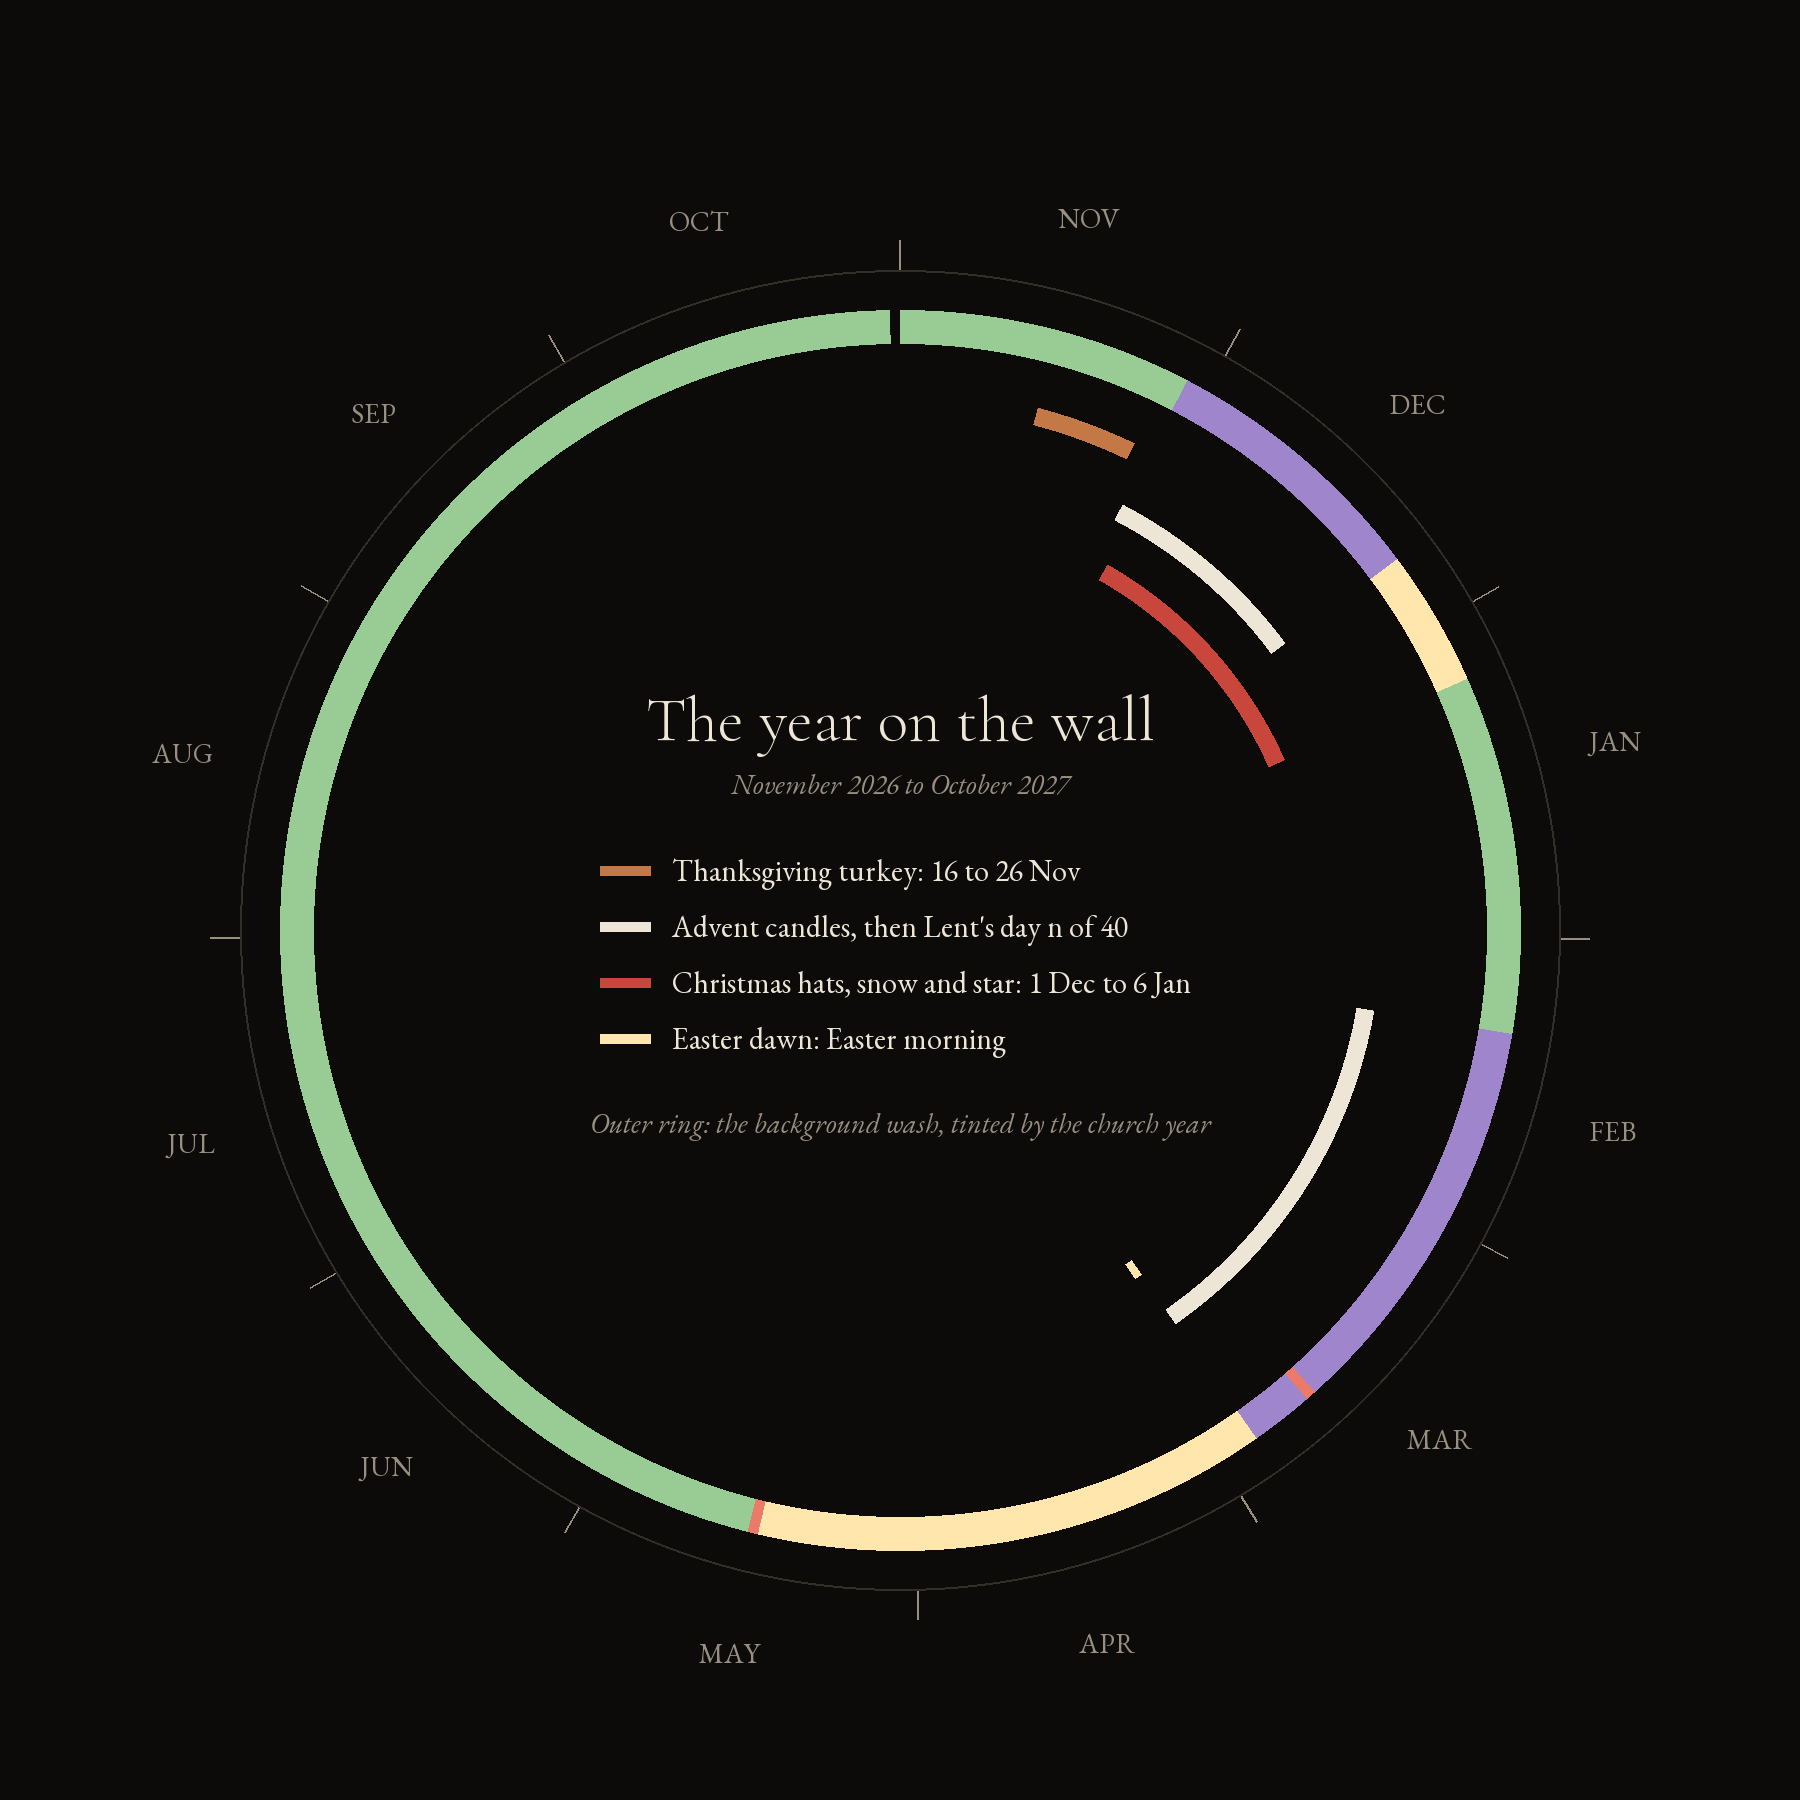 OCT
NOV
SEP
DEC
The year on the wall
AUG
JAN
November 2026 to October 2027
Thanksgiving turkey: 16 to 26 Nov
Advent candles, then Lent's day n of 40
Christmas hats, snow and star: 1 Dec to 6 Jan
Easter dawn: Easter morning
Outer ring: the background wash, tinted by the church year
JUL
FEB
JUN
MAR
MAY
APR